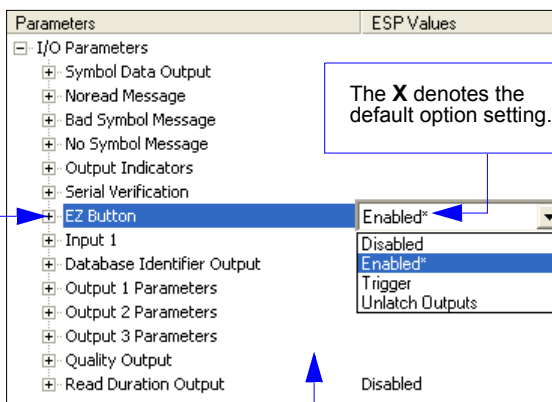 Parameters ESP Values
I/O Parameters
Symbol Data Output
Noread Message
Bad Symbol Message
No Symbol Message
Output Indicators
Serial Verification
EZ Button Enabled*
Input 1
Database Identifier Output
Output 1 Parameters
Output 2 Parameters
Output 3 Parameters
Quality Output
Read Duration Output Disabled
The X denotes the
default option setting.
Disabled
Enabled*
Trigger
Unlatch Outputs